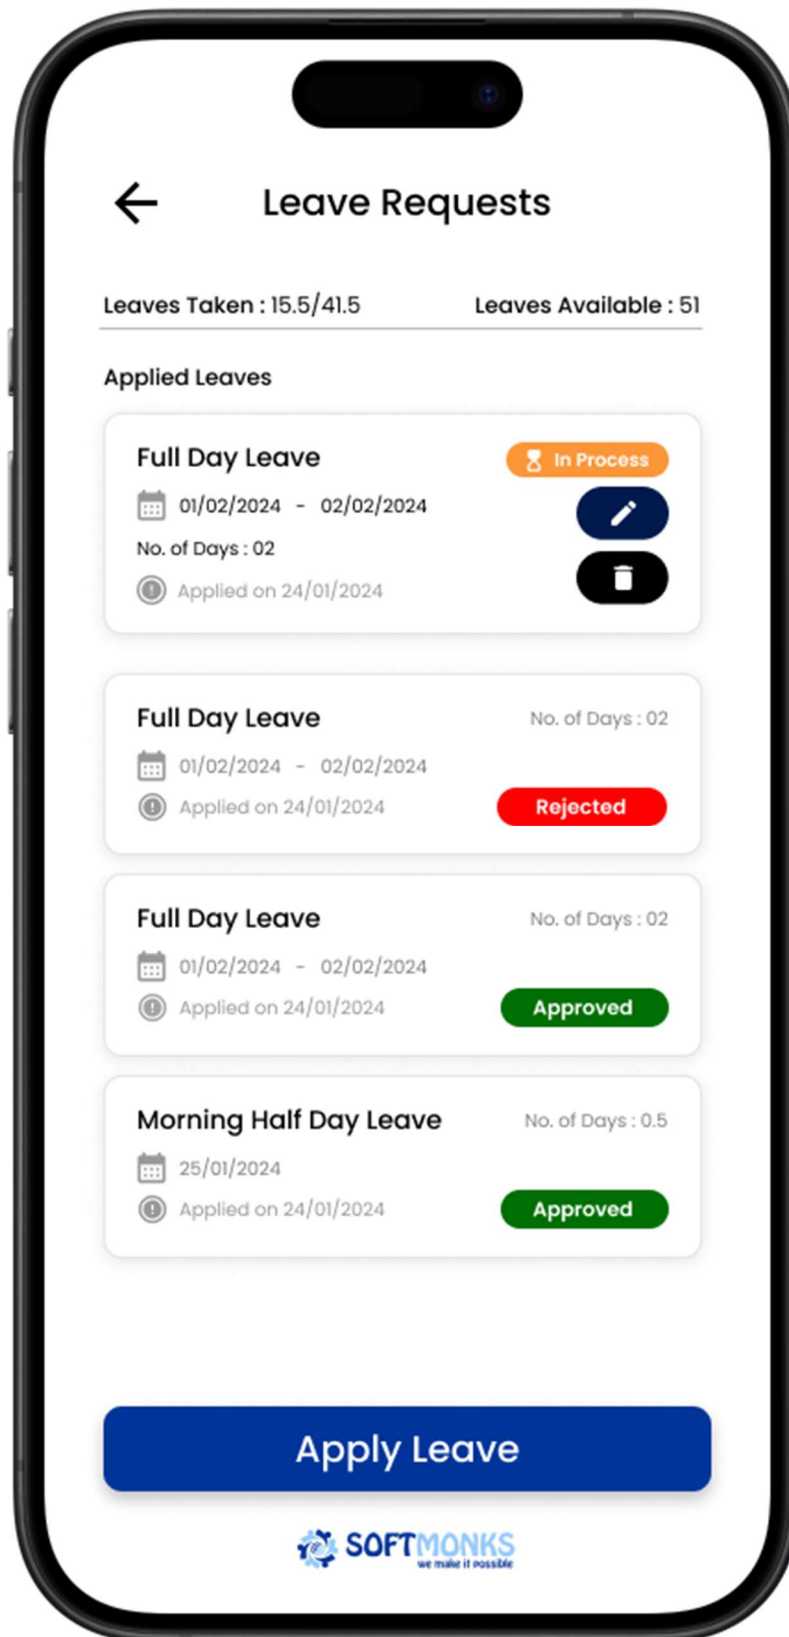 Leave Requests
Leaves Taken : 15.5/41.5 Leaves Available : 51
Applied Leaves
Full Day Leave In Process
01/02/2024 - 02/02/2024
No. of Days : 02
Applied on 24/01/2024
Full Day Leave No. of Days : 02
01/02/2024 - 02/02/2024
Applied on 24/01/2024 Rejected
Full Day Leave No. of Days : 02
01/02/2024 - 02/02/2024
Applied on 24/01/2024 Approved
Morning Half Day Leave No. of Days : 0.5
25/01/2024
Applied on 24/01/2024 Approved
Apply Leave
SOFTMONKS
we make it possible